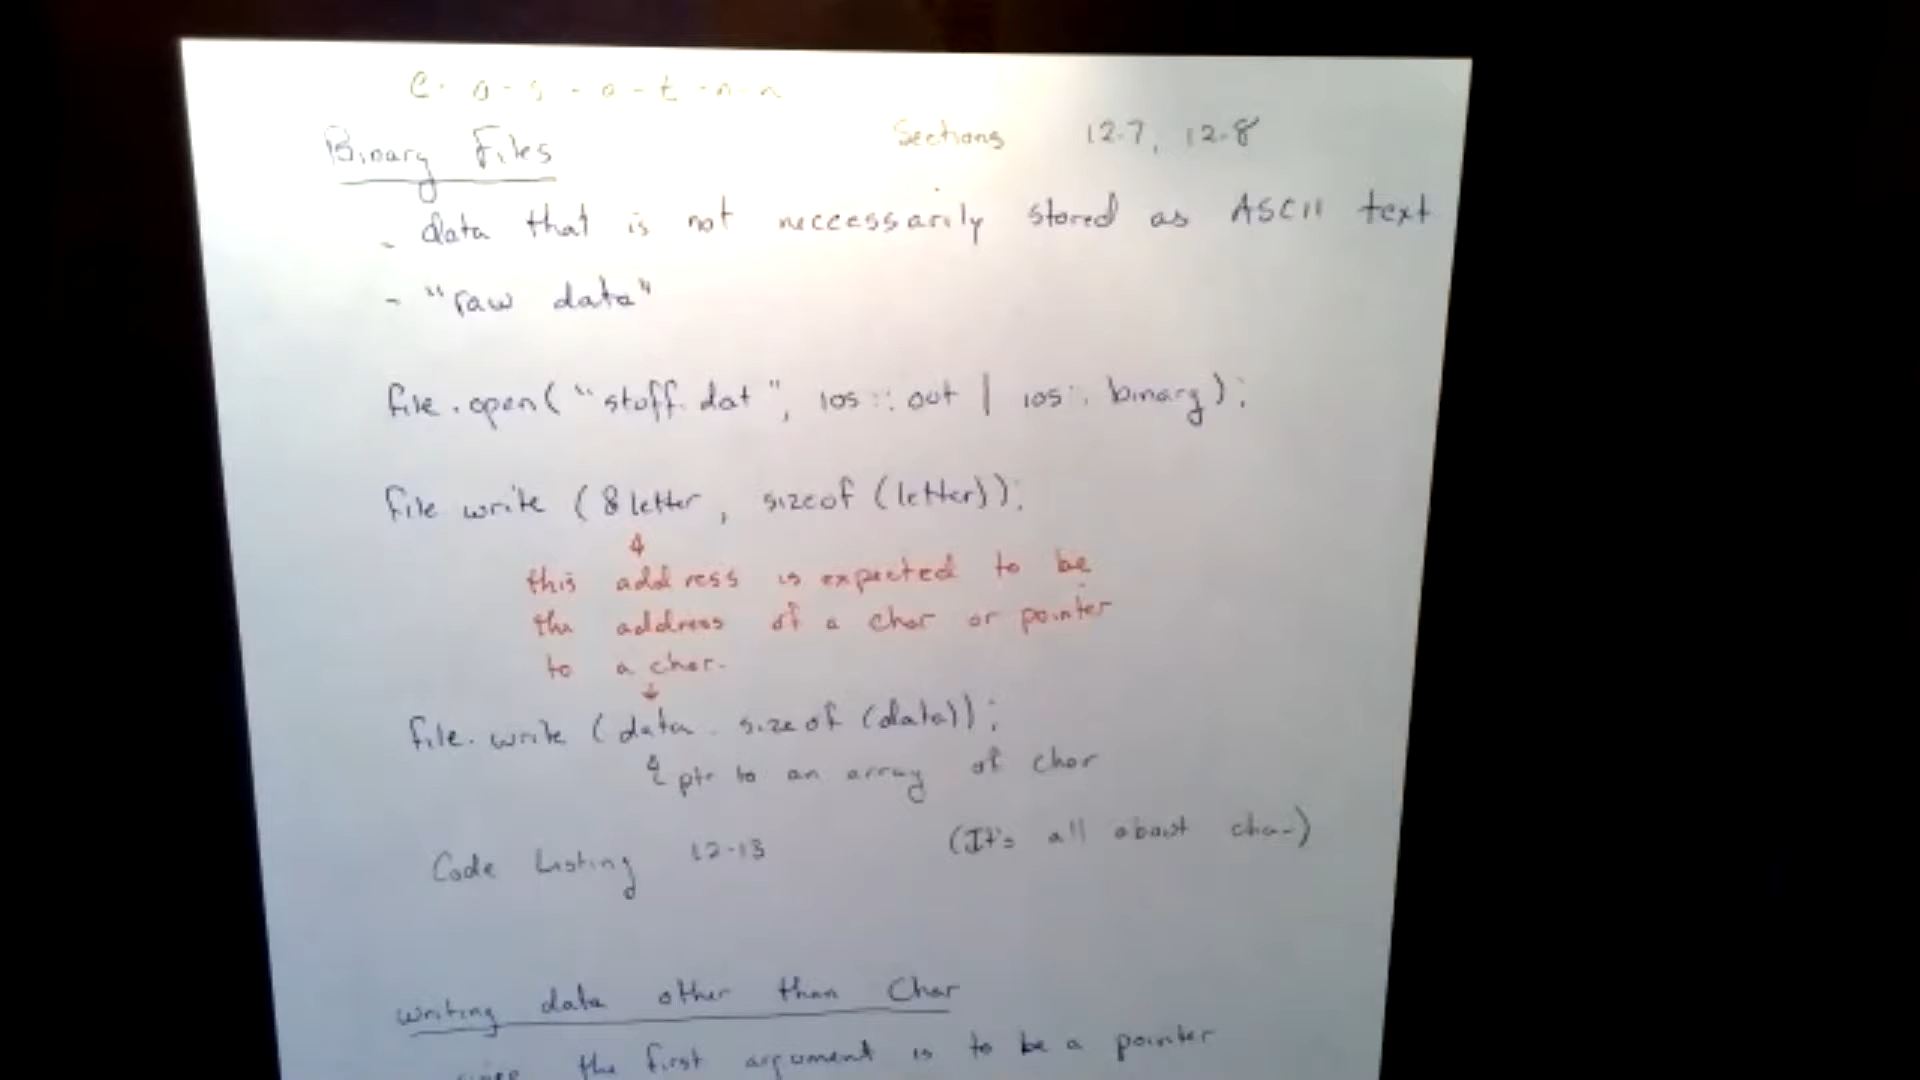 Binary Files
Sections 12.7, 12.8
- data that is not neccessarily stored as ASCII text
- "raw data"
file.open("stuff.dat", ios::out | ios::binary);
file write (&letter, sizeof (letter));
this address is expected to be
the address of a char or pointer
to a char.
file.write (data, sizeof (data));
ptr to an array of char
Code Listing 12-13
(It's all about char)
Writing data other than Char
since the first argument is to be a pointer